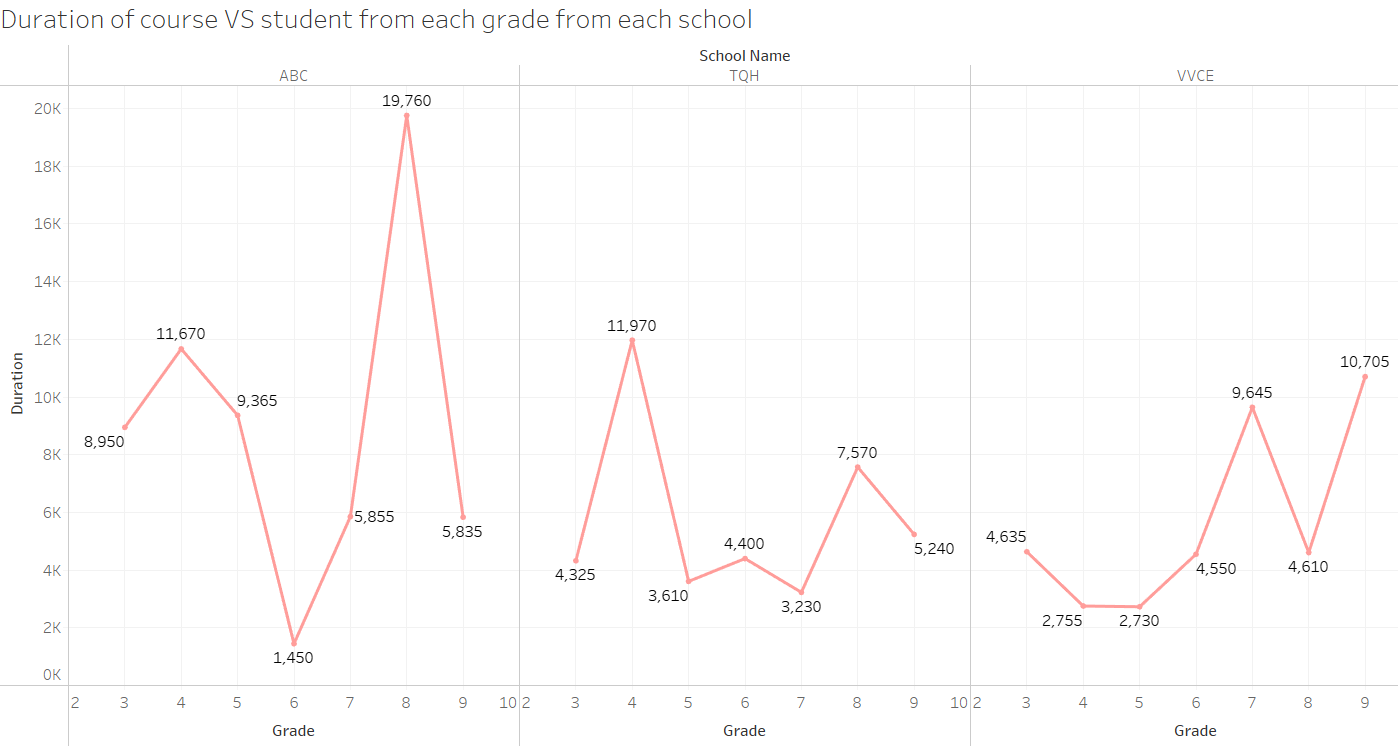 Duration of course VS student from each grade from each school
School Name
ABC TQH VVCE
Duration
20K
18K
16K
14K
12K
10K
8K
6K
4K
2K
0K
8,950
11,670
9,365
1,450
5,855
19,760
5,835
4,325
11,970
3,610
4,400
3,230
7,570
5,240
4,635
2,755
2,730
4,550
9,645
4,610
10,705
2 3 4 5 6 7 8 9 10 2 3 4 5 6 7 8 9 10 2 3 4 5 6 7 8 9
Grade Grade Grade